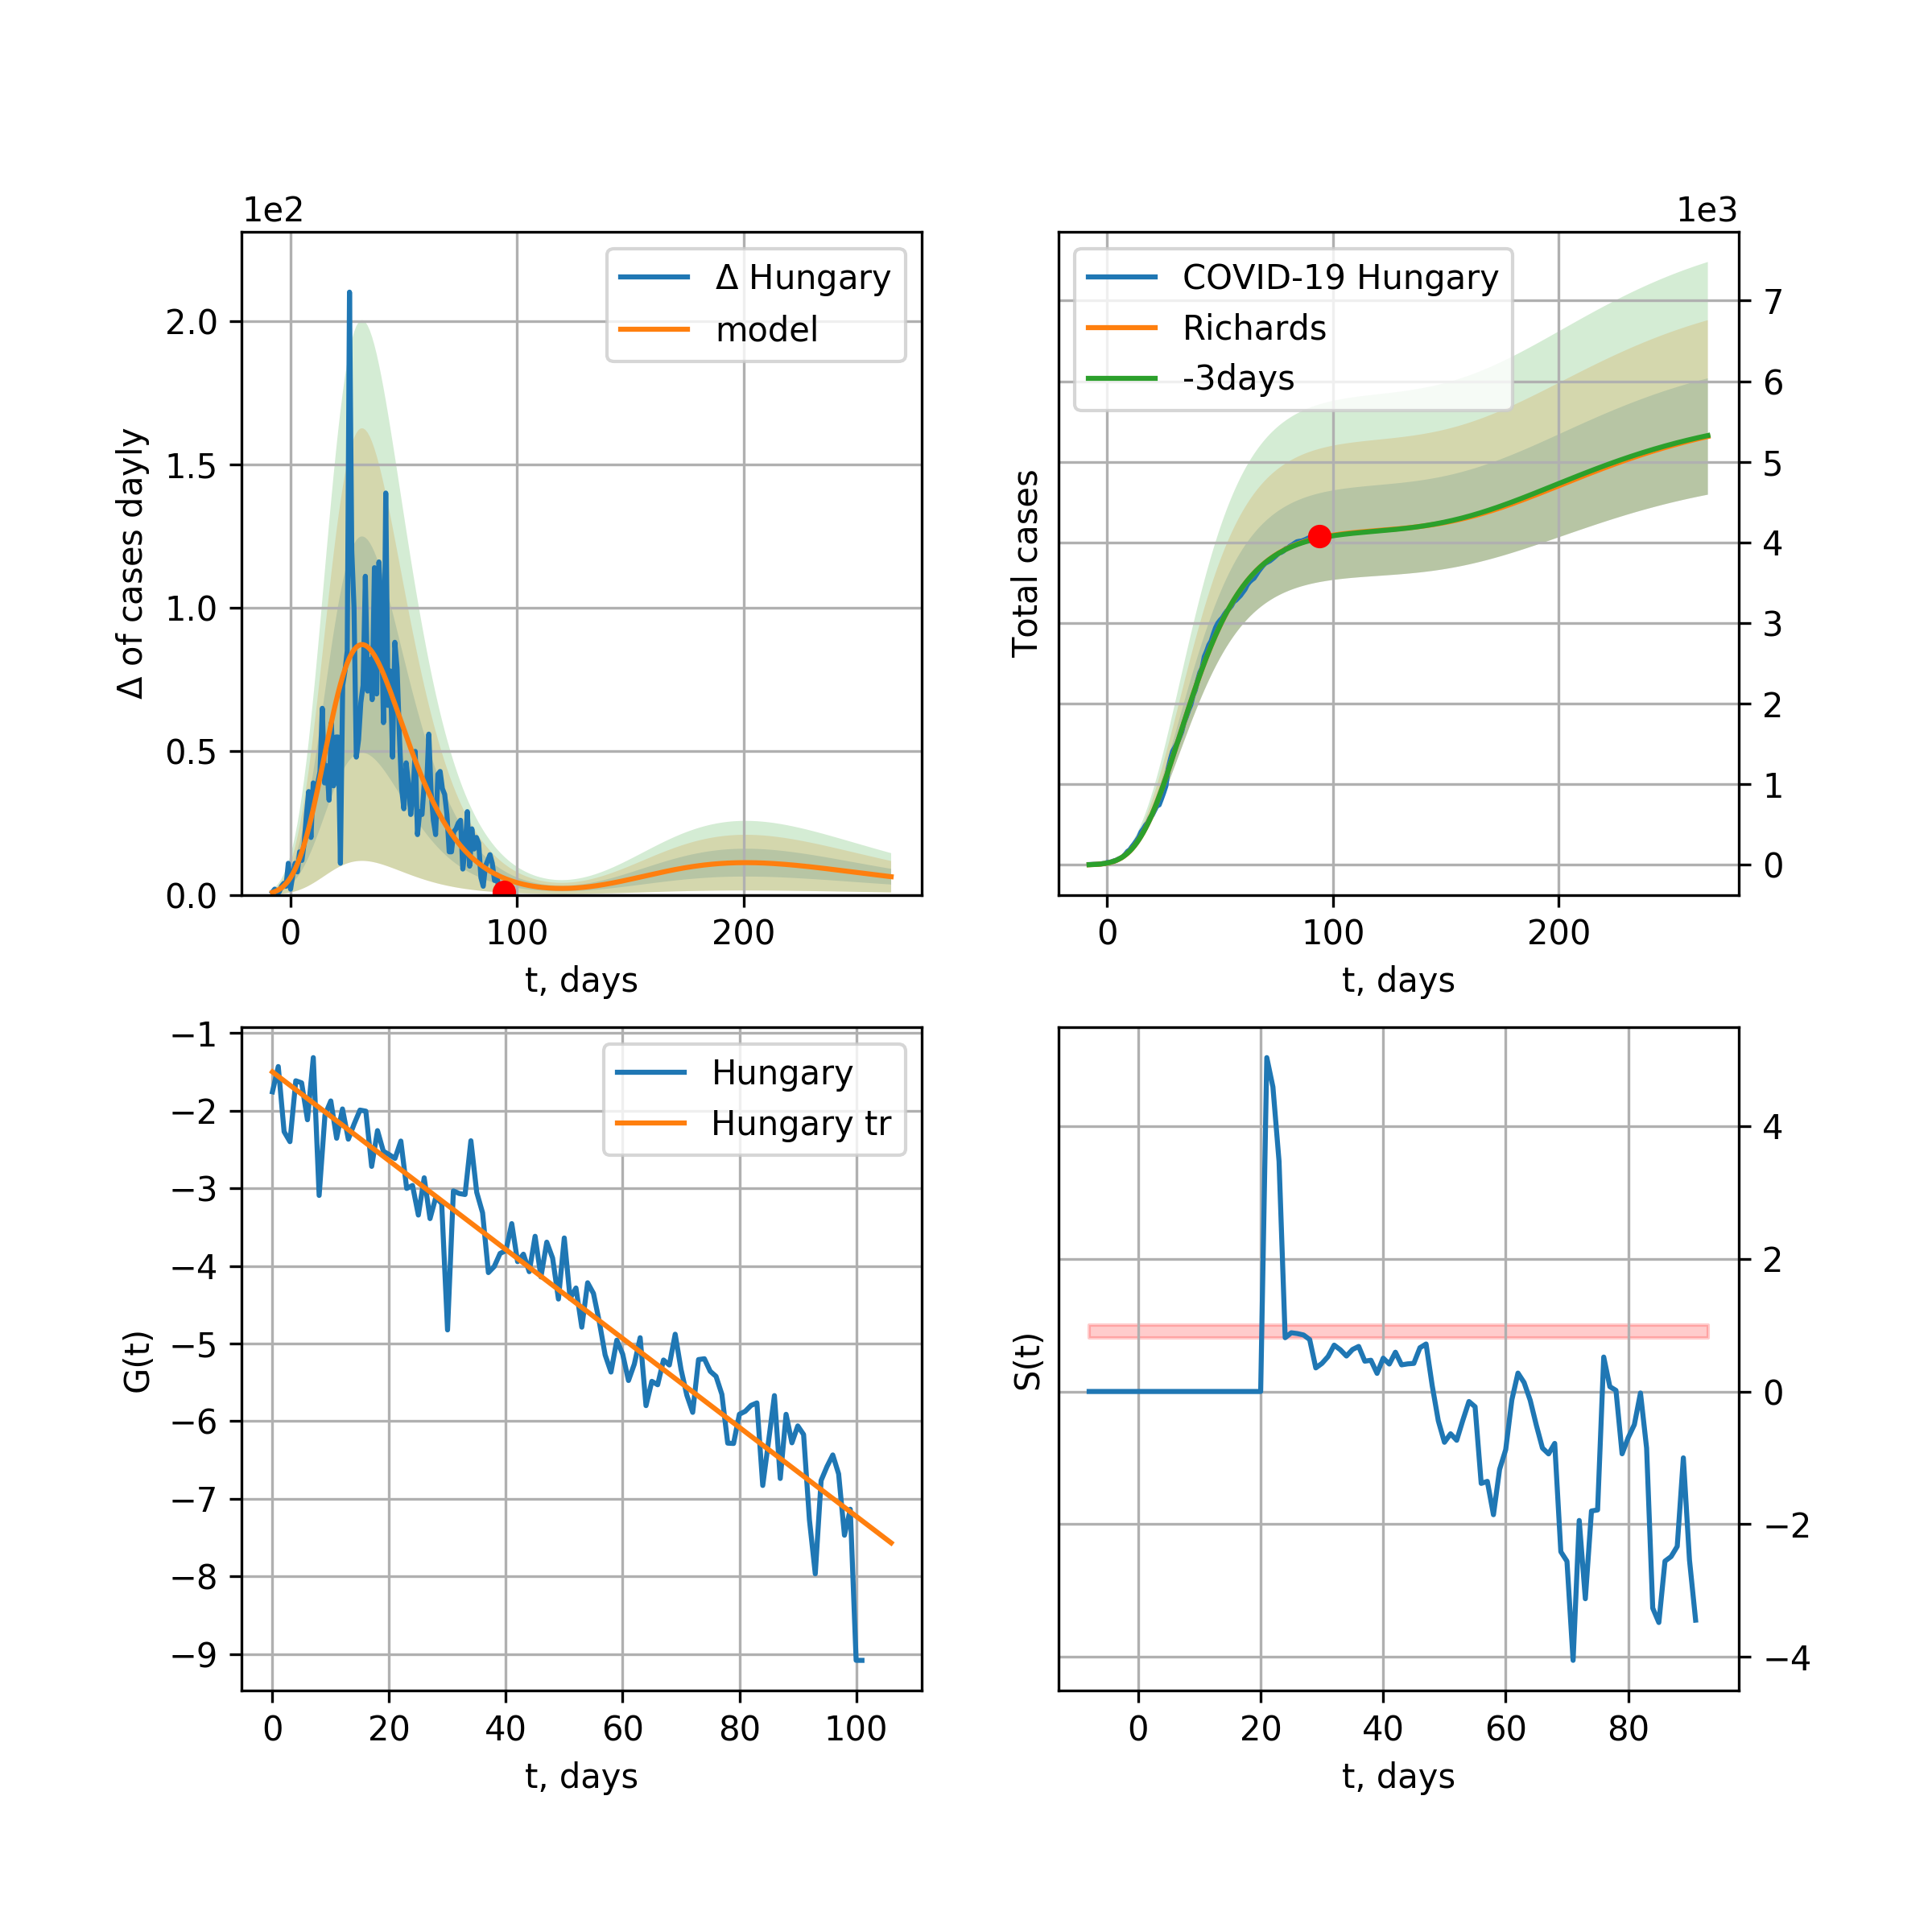 1e2
Δ of cases dayly
2.0
1.5
1.0
0.5
0.0
Δ Hungary
model
0 100 200
t, days
1e3
Total cases
COVID-19 Hungary
Richards
-3days
7
6
5
4
3
2
1
0
0 100 200
t, days
G(t)
−1
−2
−3
−4
−5
−6
−7
−8
−9
Hungary
Hungary tr
0 20 40 60 80 100
t, days
S(t)
4
2
0
−2
−4
0 20 40 60 80
t, days